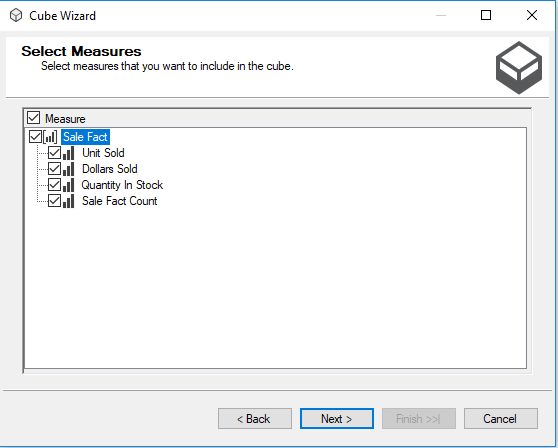 Cube Wizard
Select Measures
Select measures that you want to include in the cube.
Measure
Sale Fact
Unit Sold
Dollars Sold
Quantity In Stock
Sale Fact Count
< Back Next > Finish >>| Cancel